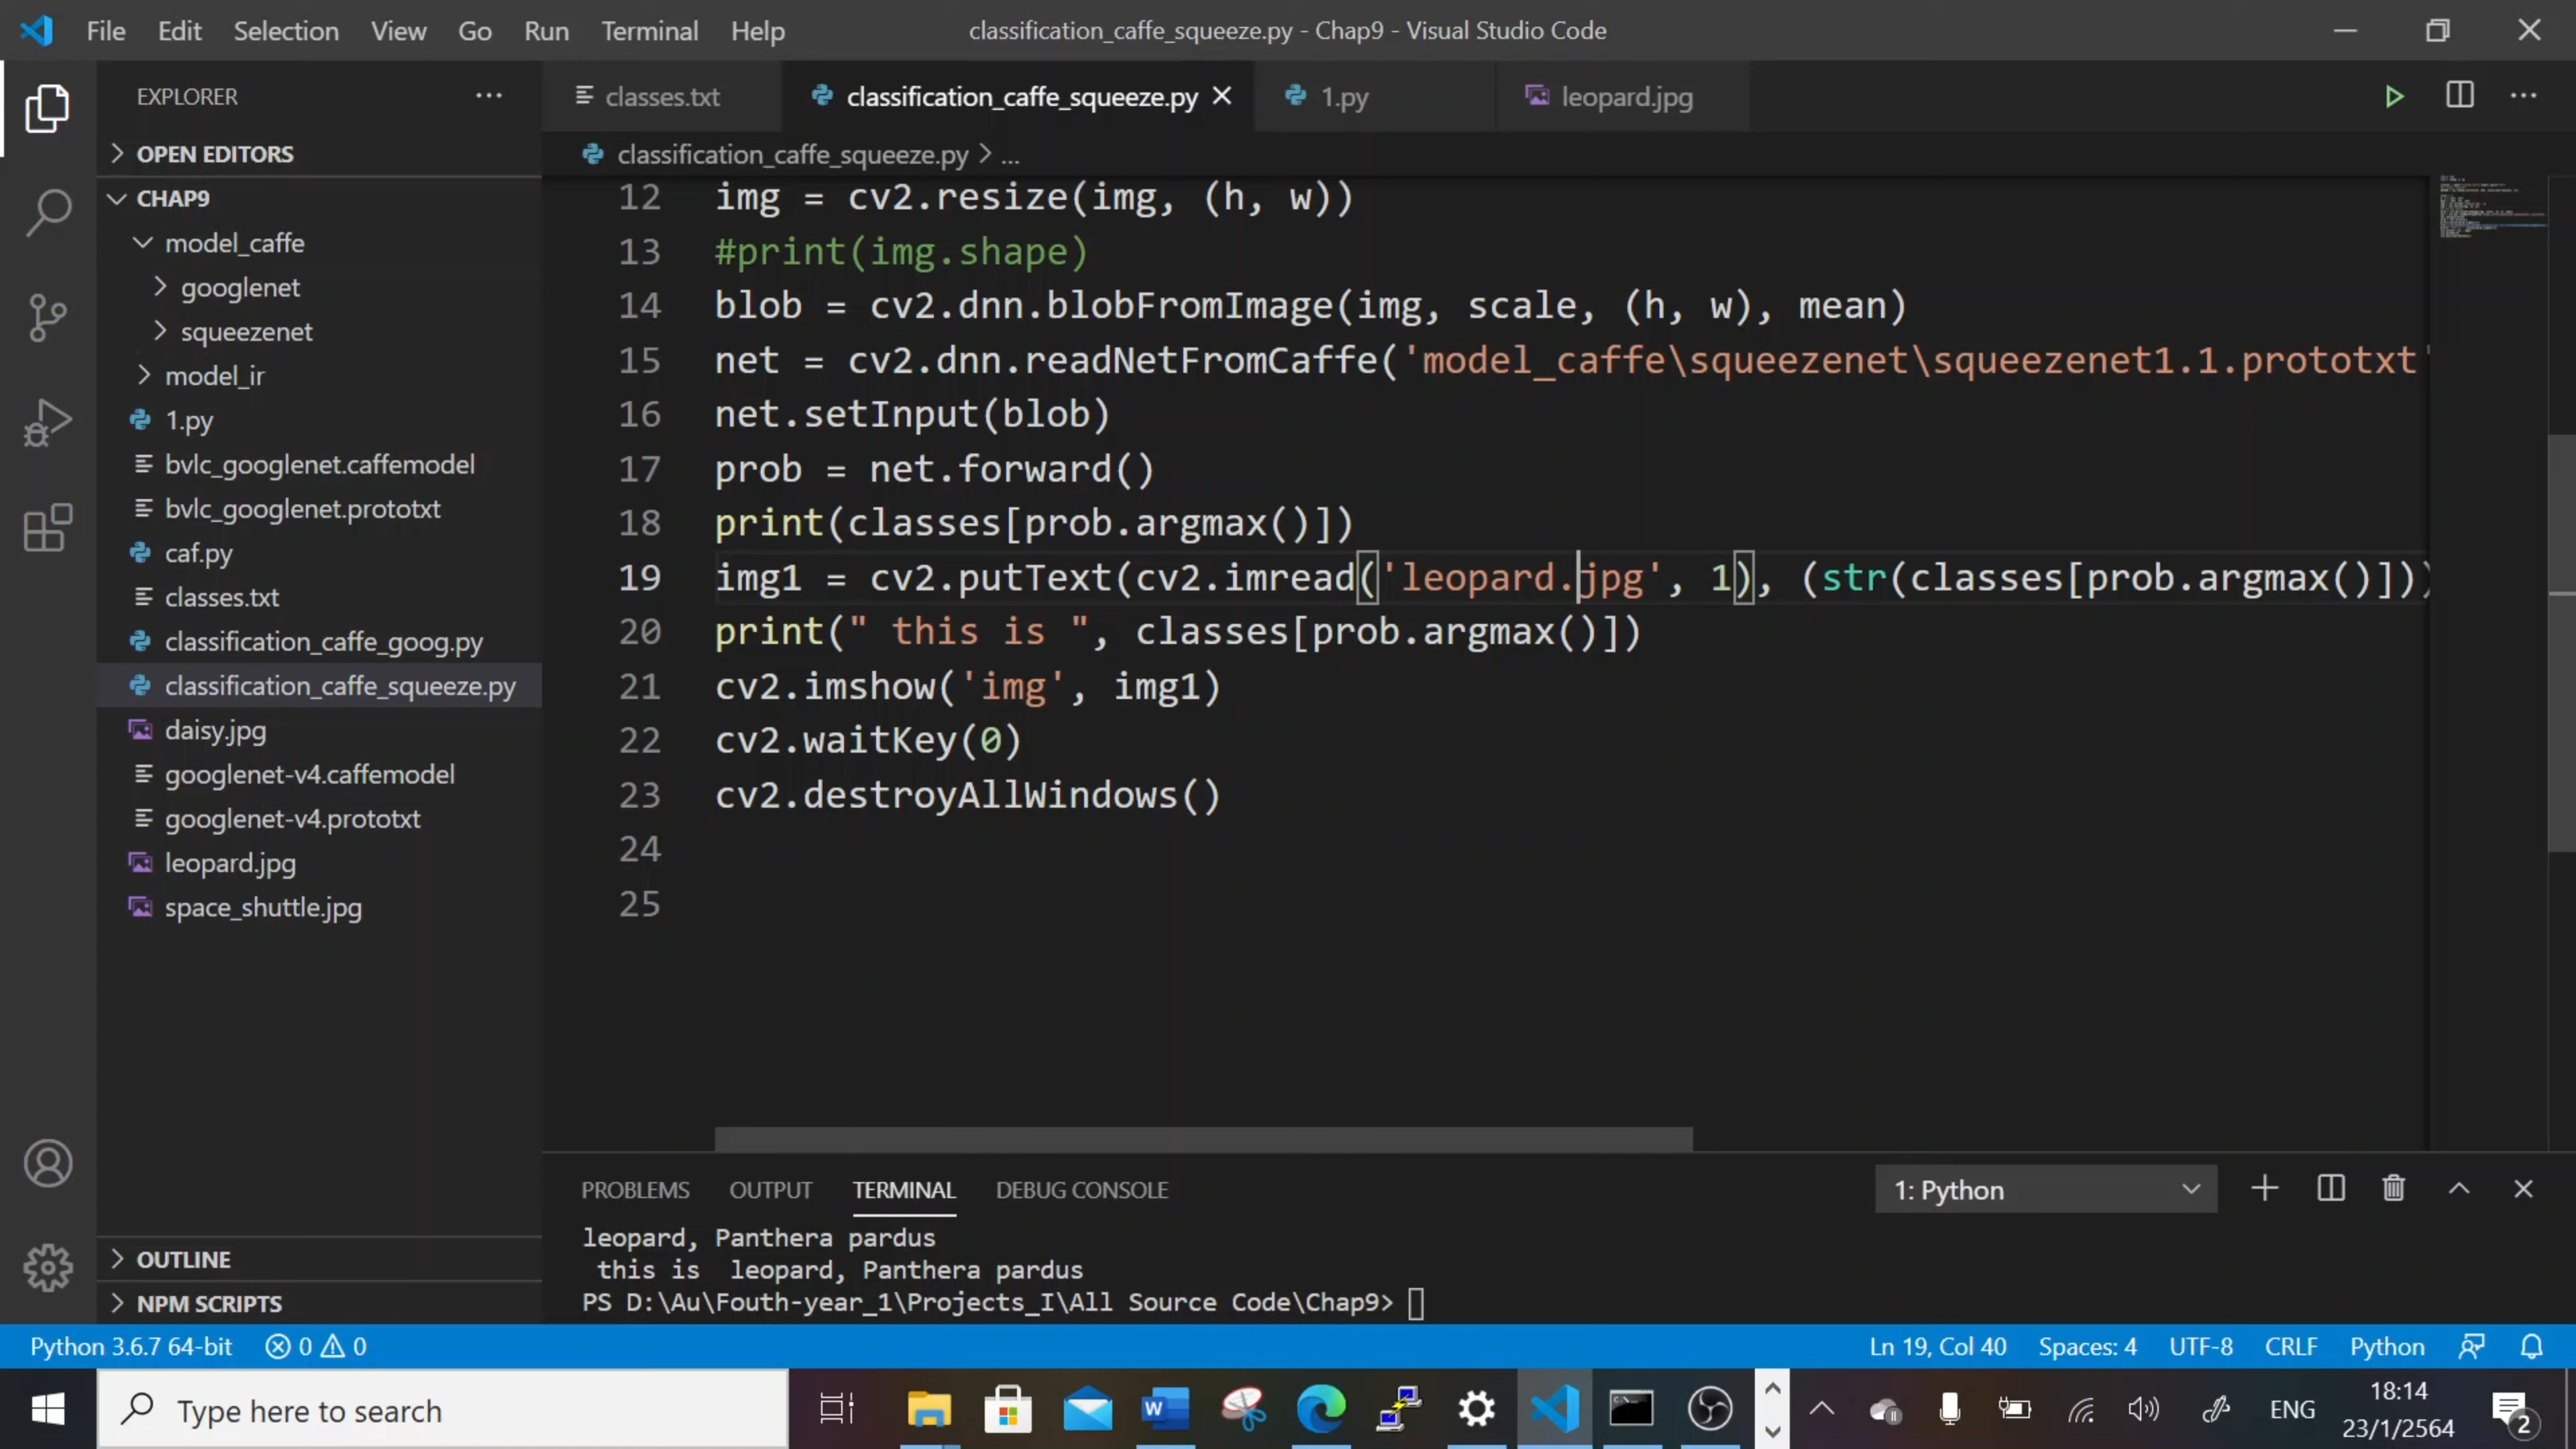 File Edit Selection View Go Run Terminal Help
classification_caffe_squeeze.py - Chap9 - Visual Studio Code
EXPLORER
OPEN EDITORS
CHAP9
model_caffe
googlenet
squeezenet
model_ir
1.py
bvlc_googlenet.caffemodel
bvlc_googlenet.prototxt
caf.py
classes.txt
classification_caffe_goog.py
classification_caffe_squeeze.py
daisy.jpg
googlenet-v4.caffemodel
googlenet-v4.prototxt
leopard.jpg
space_shuttle.jpg
OUTLINE
NPM SCRIPTS
classes.txt classification_caffe_squeeze.py 1.py leopard.jpg
classification_caffe_squeeze.py > ...
12 img = cv2.resize(img, (h, w))
13 #print(img.shape)
14 blob = cv2.dnn.blobFromImage(img, scale, (h, w), mean)
15 net = cv2.dnn.readNetFromCaffe('model_caffe\squeezenet\squeezenet1.1.prototxt'
16 net.setInput(blob)
17 prob = net.forward()
18 print(classes[prob.argmax()])
19 img1 = cv2.putText(cv2.imread('leopard.jpg', 1), (str(classes[prob.argmax()]))
20 print(" this is ", classes[prob.argmax()])
21 cv2.imshow('img', img1)
22 cv2.waitKey(0)
23 cv2.destroyAllWindows()
24
25
PROBLEMS OUTPUT TERMINAL DEBUG CONSOLE
1: Python
leopard, Panthera pardus
this is  leopard, Panthera pardus
PS D:\Au\Fouth-year_1\Projects_I\All Source Code\Chap9>
Python 3.6.7 64-bit 0 0
Ln 19, Col 40 Spaces: 4 UTF-8 CRLF Python
Type here to search
ENG
18:14
23/1/2564
2